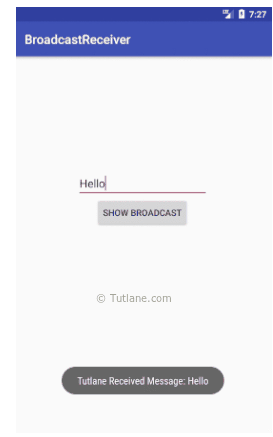 7:27
BroadcastReceiver
Hello
SHOW BROADCAST
© Tutlane.com
Tutlane Received Message: Hello